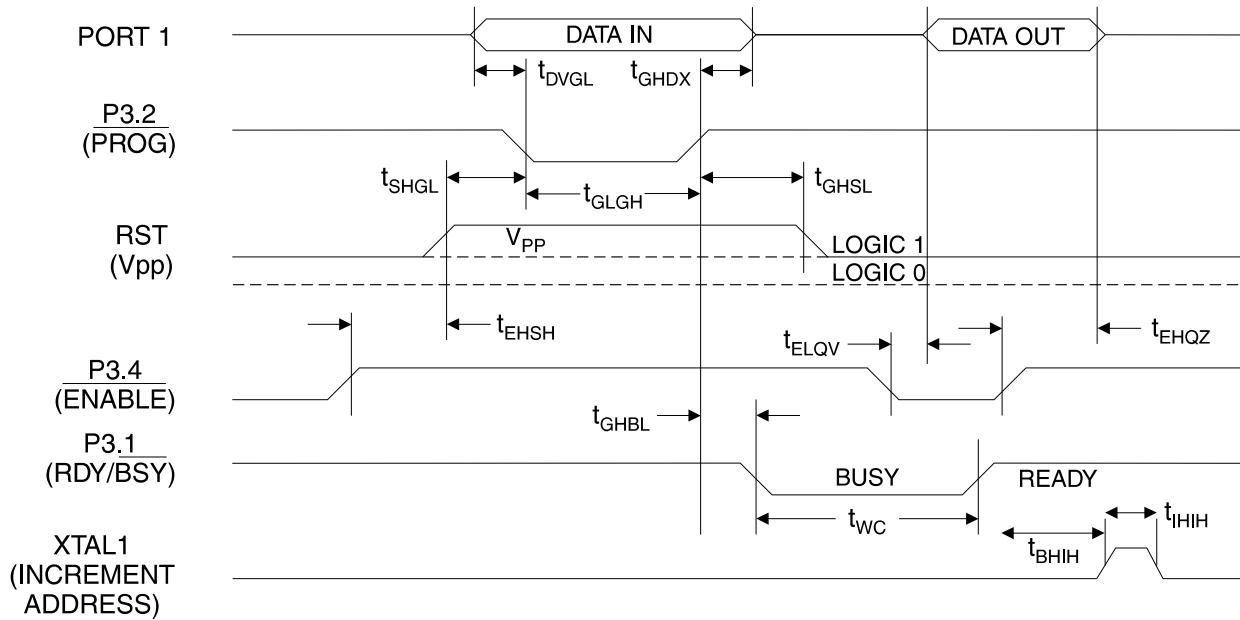 PORT 1
DATA IN
DATA OUT
tDVGL
tGHDX
P3.2
(PROG)
tSHGL
tGLGH
tGHSL
RST
(Vpp)
VPP
LOGIC 1
LOGIC 0
tEHSH
tELQV
tEHQZ
P3.4
(ENABLE)
tGHBL
P3.1
(RDY/BSY)
BUSY
READY
tWC
tIHIH
tBHIH
XTAL1
(INCREMENT
ADDRESS)